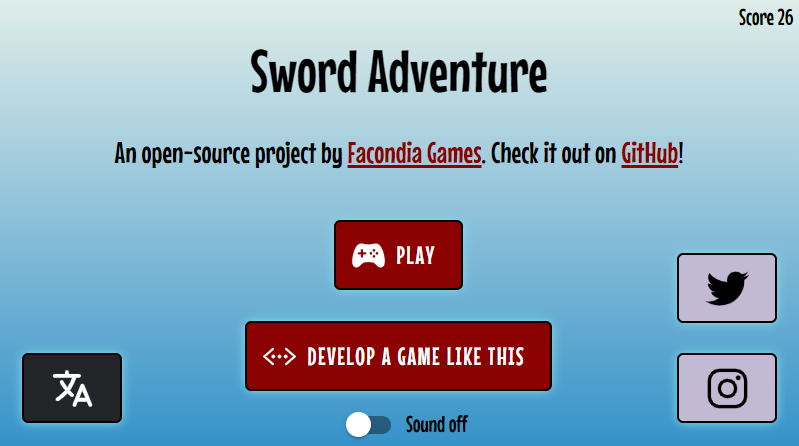 Score 26
Sword Adventure
An open-source project by Facondia Games. Check it out on GitHub!
PLAY
DEVELOP A GAME LIKE THIS
Sound off